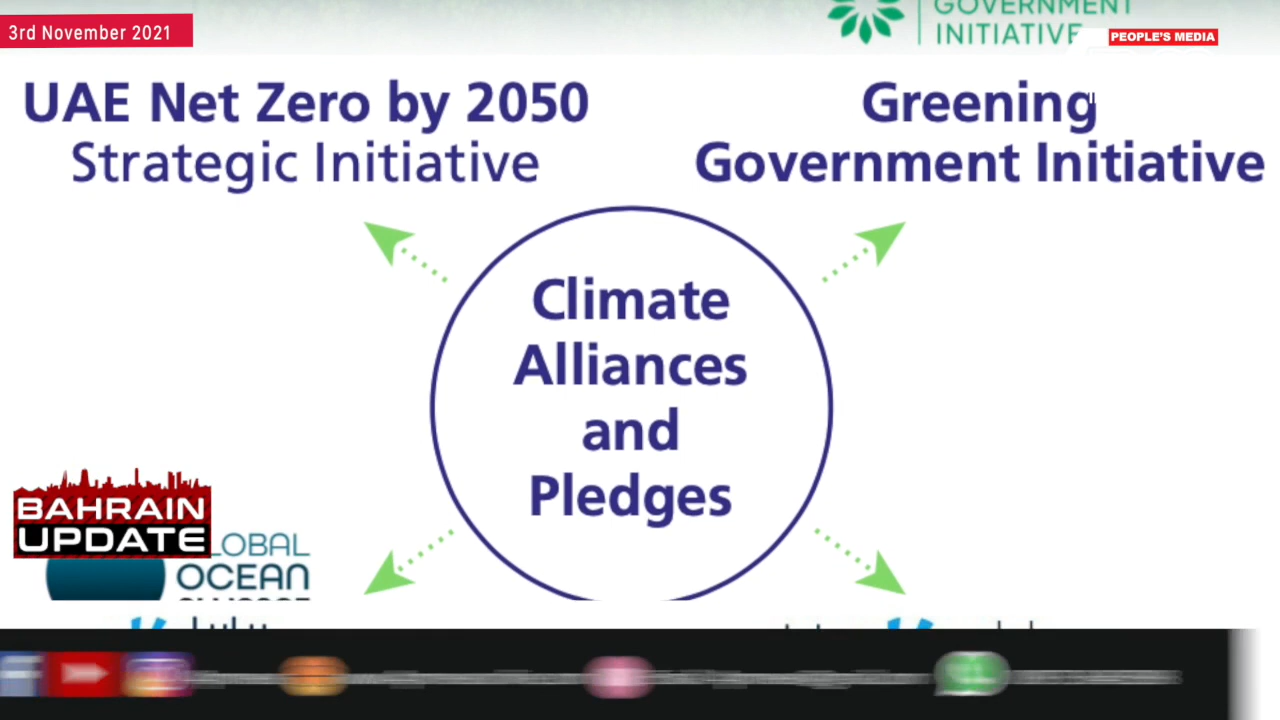 3rd November 2021
GOVERNMENT
INITIATIVE
PEOPLE'S MEDIA
UAE Net Zero by 2050
Strategic Initiative
Greening
Government Initiative
Climate
Alliances
and
Pledges
BAHRAIN
UPDATE
OCEAN